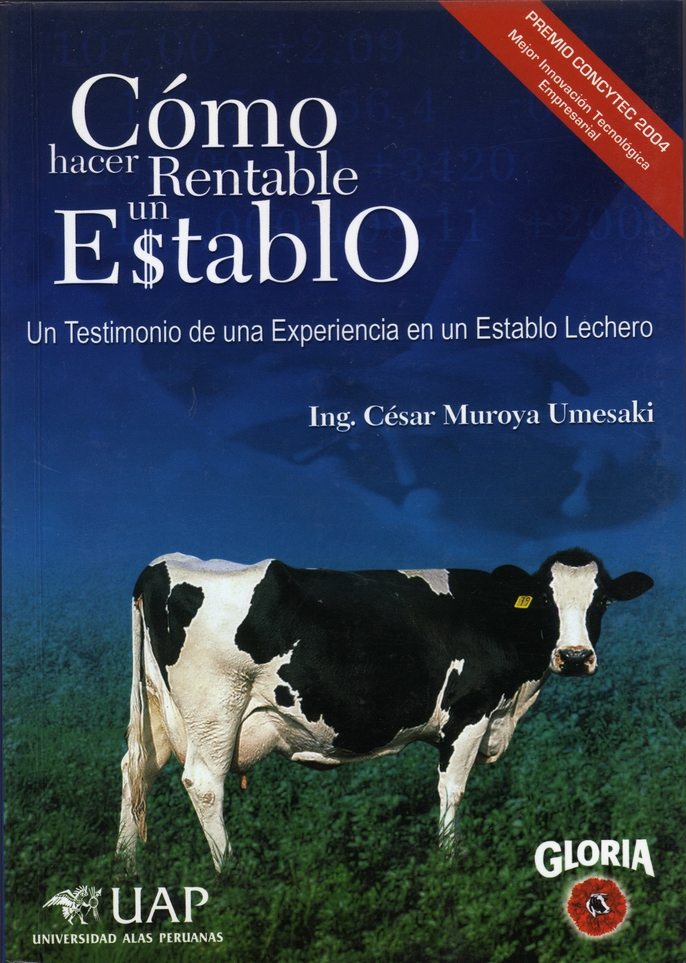 PREMIO CONCYTEC 2004
Mejor Innovación Tecnológica
Empresarial
Cómo
hacer Rentable
un
E$tablO
Un Testimonio de una Experiencia en un Establo Lechero
Ing. César Muroya Umesaki
GLORIA
UAP
UNIVERSIDAD ALAS PERUANAS